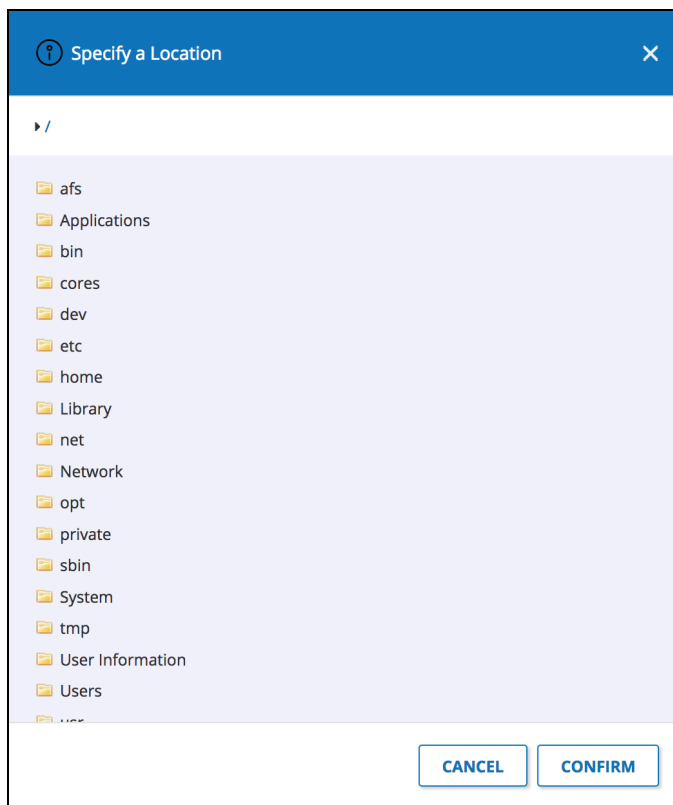 Specify a Location
/
afs
Applications
bin
cores
dev
etc
home
Library
net
Network
opt
private
sbin
System
tmp
User Information
Users
usr
CANCEL CONFIRM